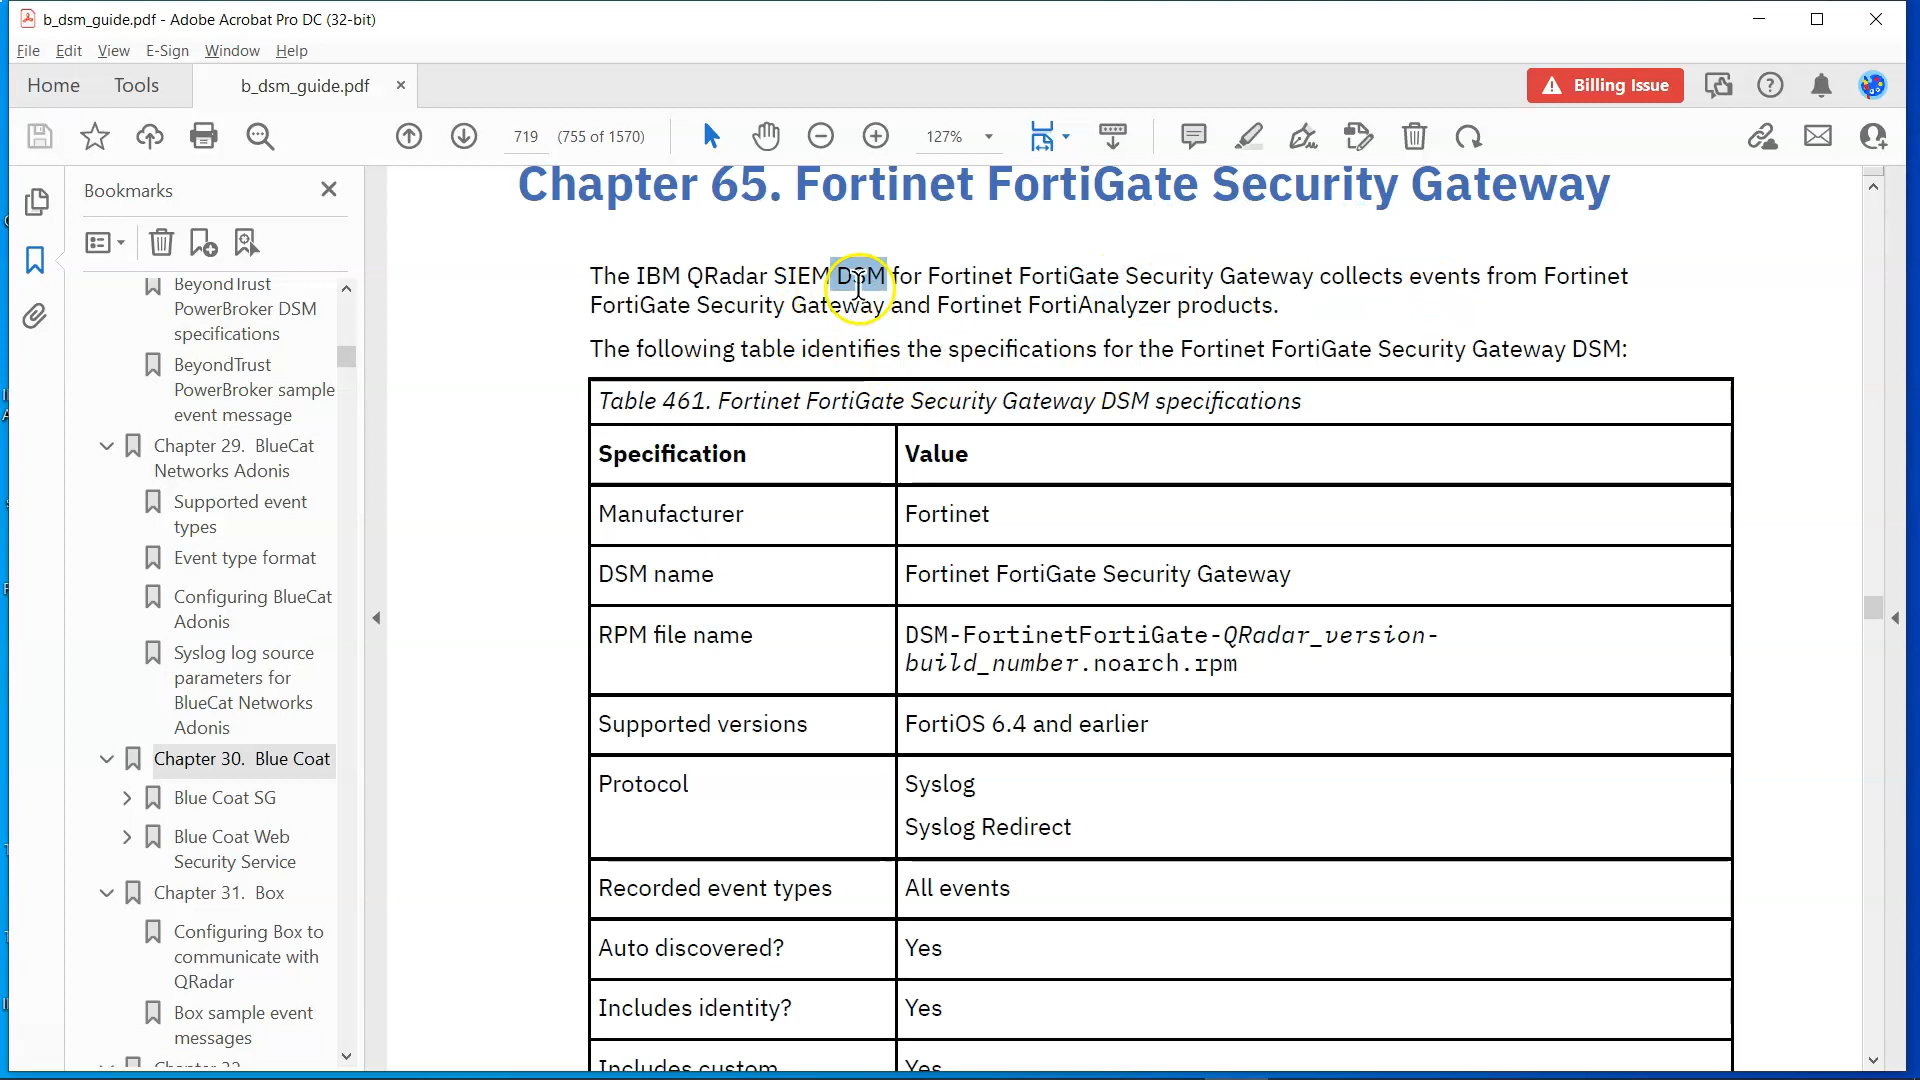 b_dsm_guide.pdf - Adobe Acrobat Pro DC (32-bit)
File Edit View E-Sign Window Help
Home Tools b_dsm_guide.pdf × Billing Issue
719 (755 of 1570) 127%
Bookmarks
BeyondTrust
PowerBroker DSM
specifications
BeyondTrust
PowerBroker sample
event message
Chapter 29. BlueCat
Networks Adonis
Supported event
types
Event type format
Configuring BlueCat
Adonis
Syslog log source
parameters for
BlueCat Networks
Adonis
Chapter 30. Blue Coat
Blue Coat SG
Blue Coat Web
Security Service
Chapter 31. Box
Configuring Box to
communicate with
QRadar
Box sample event
messages
Chapter 32.
Chapter 65. Fortinet FortiGate Security Gateway
The IBM QRadar SIEM DSM for Fortinet FortiGate Security Gateway collects events from Fortinet
FortiGate Security Gateway and Fortinet FortiAnalyzer products.
The following table identifies the specifications for the Fortinet FortiGate Security Gateway DSM:
Table 461. Fortinet FortiGate Security Gateway DSM specifications
Specification Value
Manufacturer Fortinet
DSM name Fortinet FortiGate Security Gateway
RPM file name DSM-FortinetFortiGate-QRadar_version-
build_number.noarch.rpm
Supported versions FortiOS 6.4 and earlier
Protocol Syslog
Syslog Redirect
Recorded event types All events
Auto discovered? Yes
Includes identity? Yes
Includes custom Yes